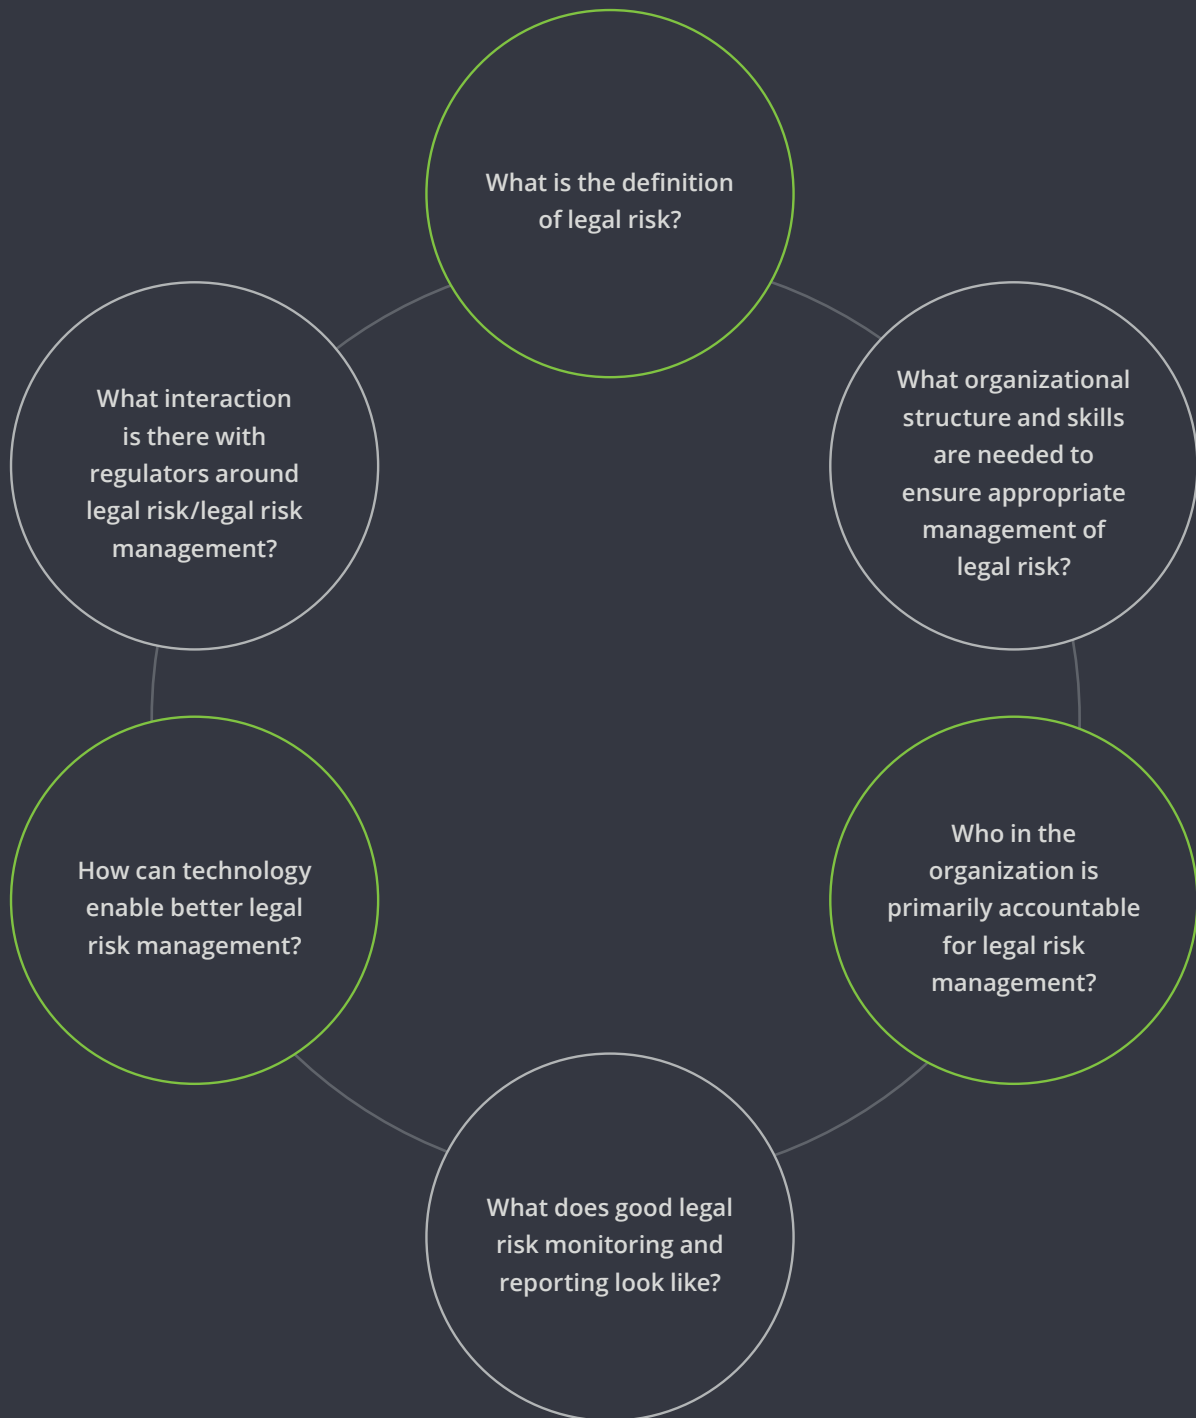 What is the definition
of legal risk?
What organizational
structure and skills
are needed to
ensure appropriate
management of
legal risk?
Who in the
organization is
primarily accountable
for legal risk
management?
What does good legal
risk monitoring and
reporting look like?
How can technology
enable better legal
risk management?
What interaction
is there with
regulators around
legal risk/legal risk
management?